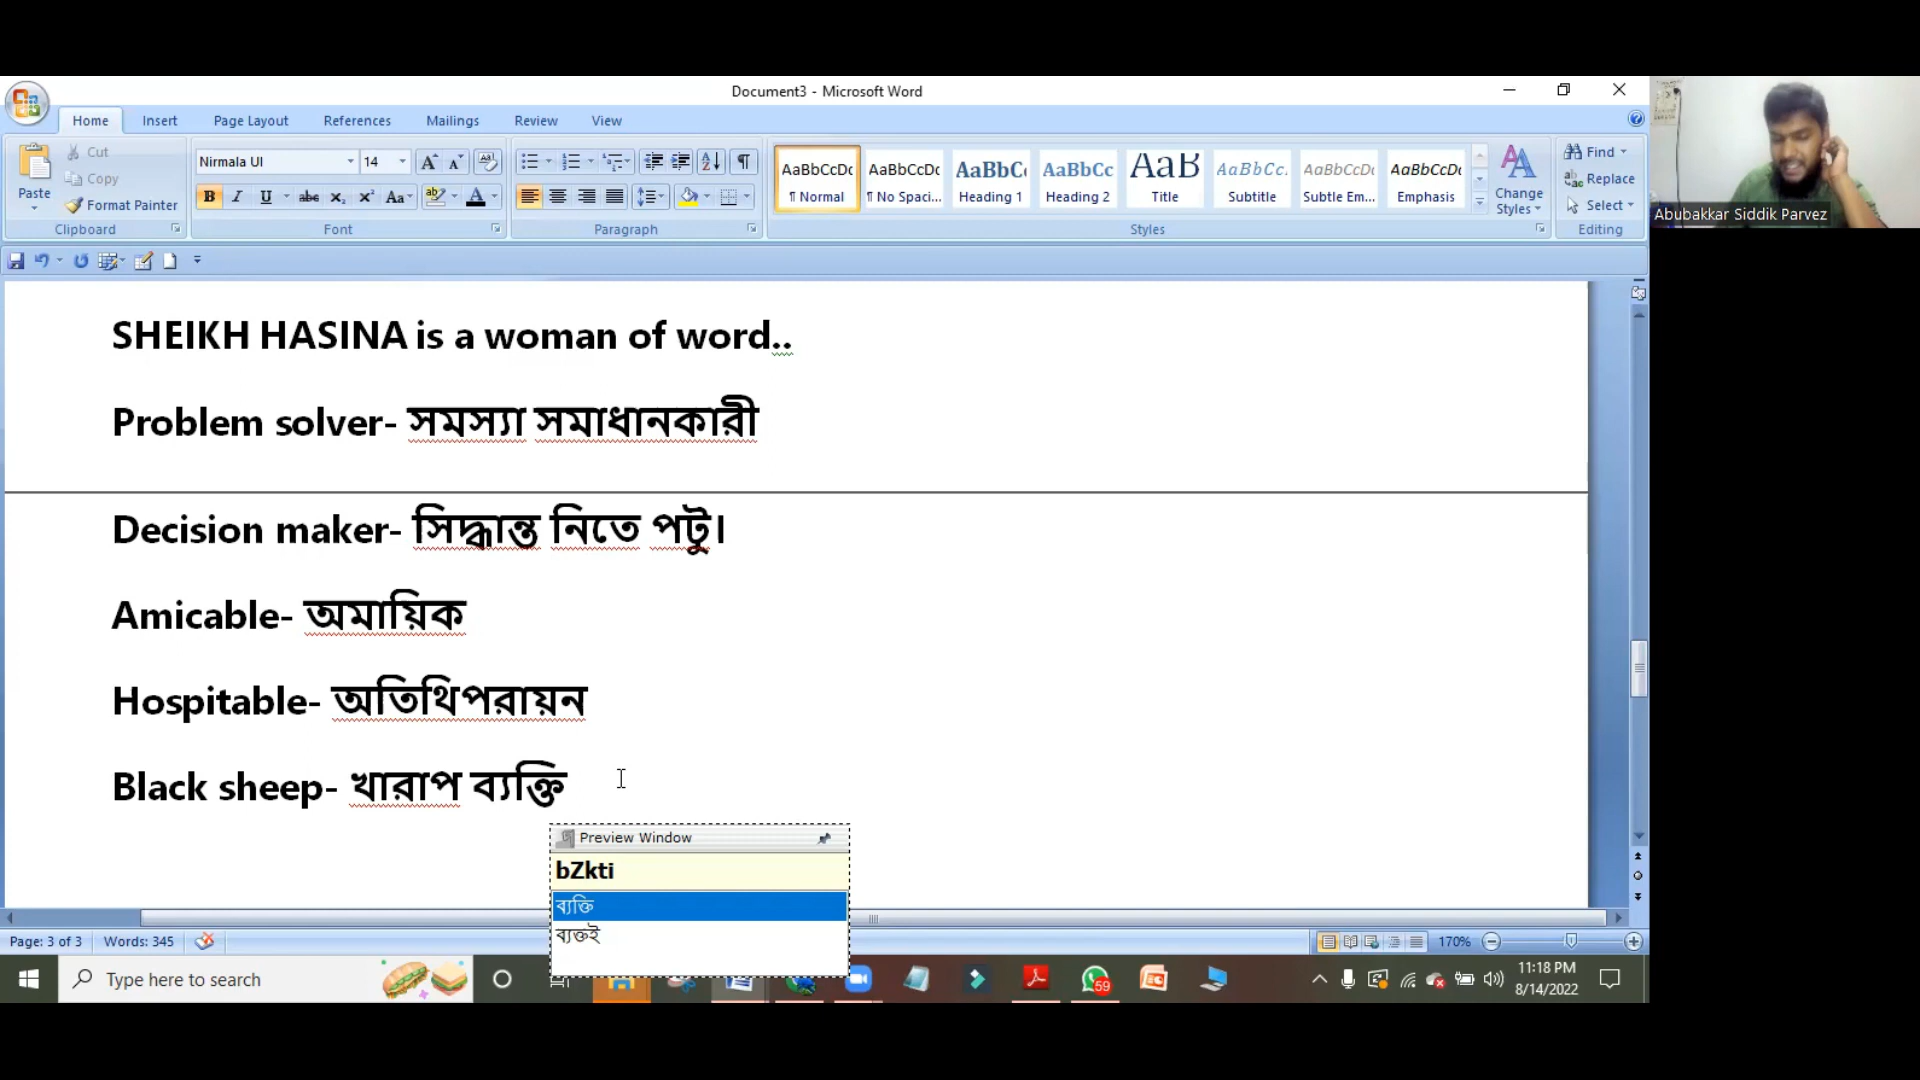 Document3 - Microsoft Word
Home Insert Page Layout References Mailings Review View
Paste Cut Copy Format Painter Clipboard
Nirmala UI 14 Font
Paragraph
AaBbCcDc ¶ Normal
AaBbCcDc ¶ No Spaci...
AaBbC Heading 1
AaBbCc Heading 2
AaB Title
AaBbCc. Subtitle
AaBbCcDc Subtle Em...
AaBbCcDc Emphasis
Change Styles
Styles
Find Replace Select Editing
Abubakkar Siddik Parvez
SHEIKH HASINA is a woman of word..
Problem solver- সমস্যা সমাধানকারী
Decision maker- সিদ্ধান্ত নিতে পটু।
Amicable- অমায়িক
Hospitable- অতিথিপরায়ন
Black sheep- খারাপ ব্যক্তি
Preview Window
bZkti
ব্যক্তি
ব্যক্তই
Page: 3 of 3 Words: 345 170%
Type here to search 59 11:18 PM
8/14/2022